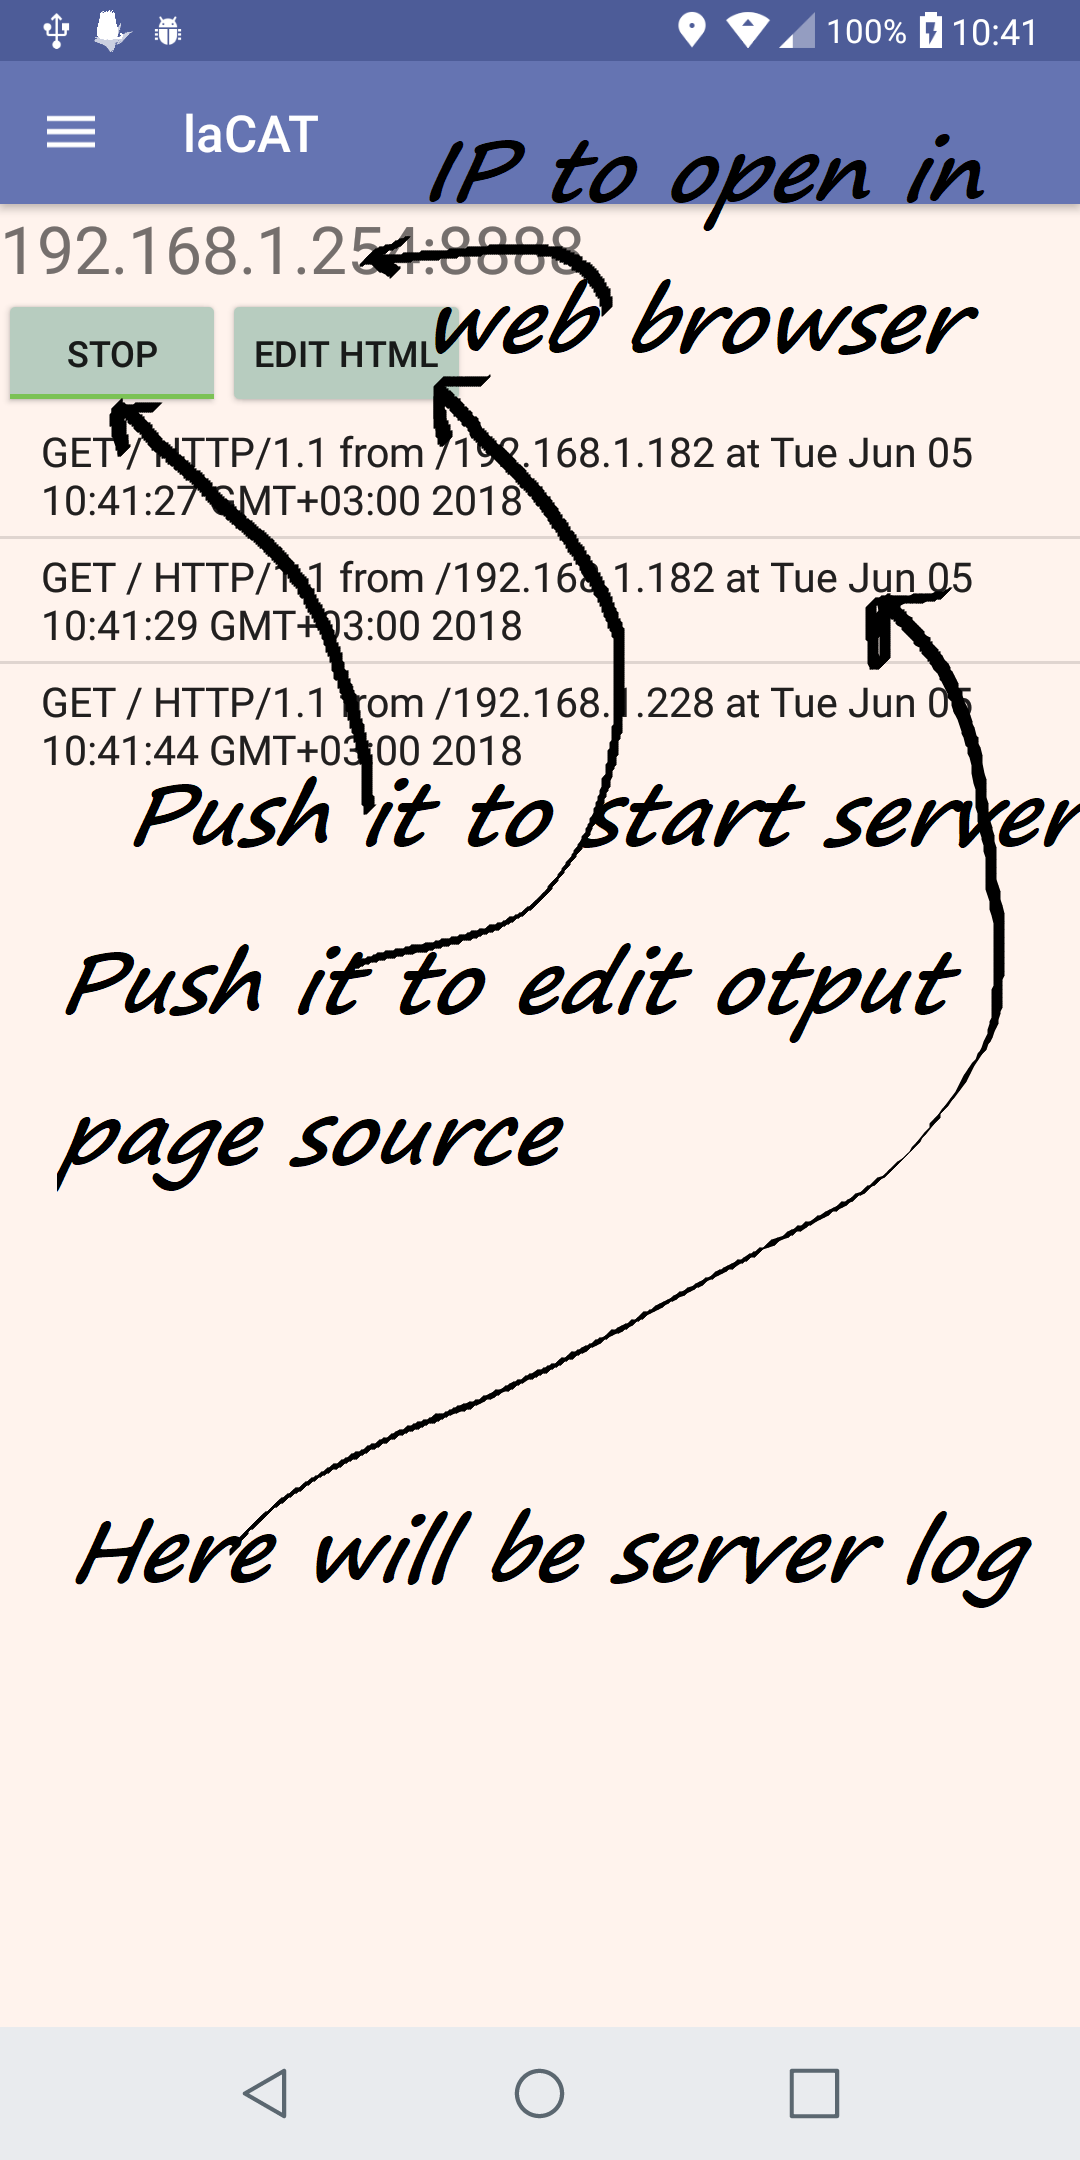 100% 10:41
laCAT
IP to open in
192.168.1.254:8888
web browser
STOP EDIT HTML
GET / HTTP/1.1 from /192.168.1.182 at Tue Jun 05
10:41:27 GMT+03:00 2018
GET / HTTP/1.1 from /192.168.1.182 at Tue Jun 05
10:41:29 GMT+03:00 2018
GET / HTTP/1.1 from /192.168.1.228 at Tue Jun 05
10:41:44 GMT+03:00 2018
Push it to start server
Push it to edit otput
page source
Here will be server log